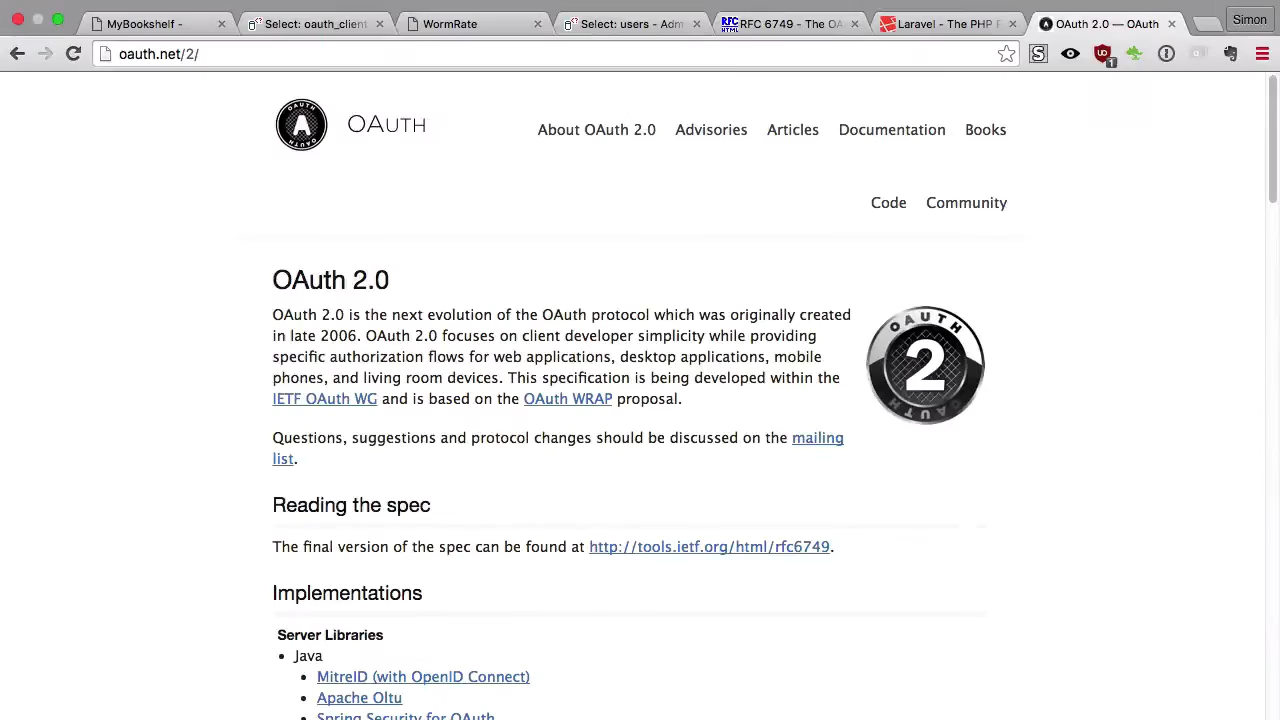 MyBookshelf -
Select: oauth_client
WormRate
Select: users - Adm
RFC 6749 - The OA
Laravel - The PHP F
OAuth 2.0 — OAuth
Simon
oauth.net/2/
OAUTH
About OAuth 2.0 Advisories Articles Documentation Books
Code Community
OAuth 2.0
OAuth 2.0 is the next evolution of the OAuth protocol which was originally created
in late 2006. OAuth 2.0 focuses on client developer simplicity while providing
specific authorization flows for web applications, desktop applications, mobile
phones, and living room devices. This specification is being developed within the
IETF OAuth WG and is based on the OAuth WRAP proposal.
OAUTH
2
OAUTH
Questions, suggestions and protocol changes should be discussed on the mailing
list.
Reading the spec
The final version of the spec can be found at http://tools.ietf.org/html/rfc6749.
Implementations
Server Libraries
Java
MitreID (with OpenID Connect)
Apache Oltu
Spring Security for OAuth